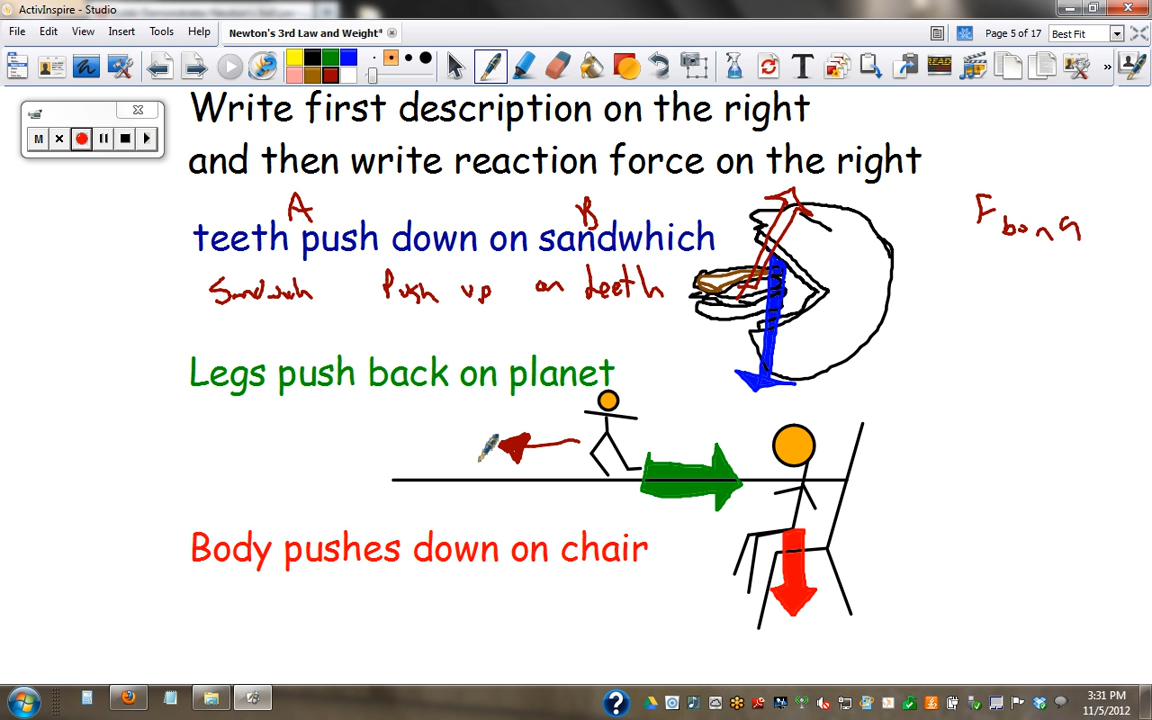 ActivInspire - Studio
File Edit View Insert Tools Help
Newton's 3rd Law and Weight*
Page 5 of 17
Best Fit
M
READ
T
Write first description on the right
and then write reaction force on the right
A B
teeth push down on sandwhich
F bona
Sandwich Push up on teeth
Legs push back on planet
Body pushes down on chair
3:31 PM
11/5/2012